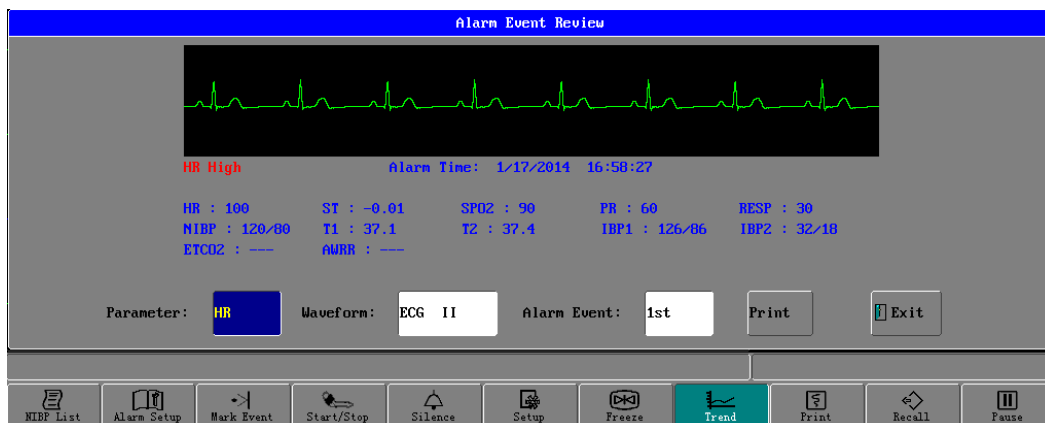 Alarm Event Review
HR High Alarm Time: 1/17/2014 16:58:27
HR : 100 ST : -0.01 SPO2 : 90 PR : 60 RESP : 30
NIBP : 120/80 T1 : 37.1 T2 : 37.4 IBP1 : 126/86 IBP2 : 32/18
ETCO2 : --- AWRR : ---
Parameter: HR Waveform: ECG II Alarm Event: 1st Print Exit
NIBP List Alarm Setup Mark Event Start/Stop Silence Setup Freeze Trend Print Recall Pause